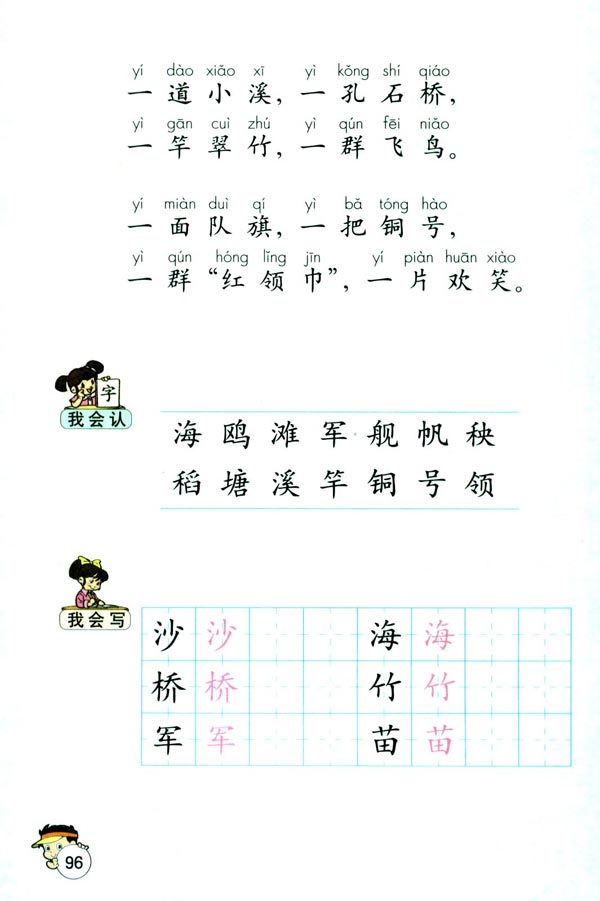 yí dào xiǎo xī yì kǒng shí qiáo
一道小溪，一孔石桥，
yì gān cuì zhú yì qún fēi niǎo
一竿翠竹，一群飞鸟。
yí miàn duì qí yì bǎ tóng hào
一面队旗，一把铜号，
yì qún hóng lǐng jīn yí piàn huān xiào
一群“红领巾”，一片欢笑。
字
我会认
海 鸥 滩 军 舰 帆 秧
稻 塘 溪 竿 铜 号 领
我会写
沙 沙 海 海
桥 桥 竹 竹
军 军 苗 苗
96